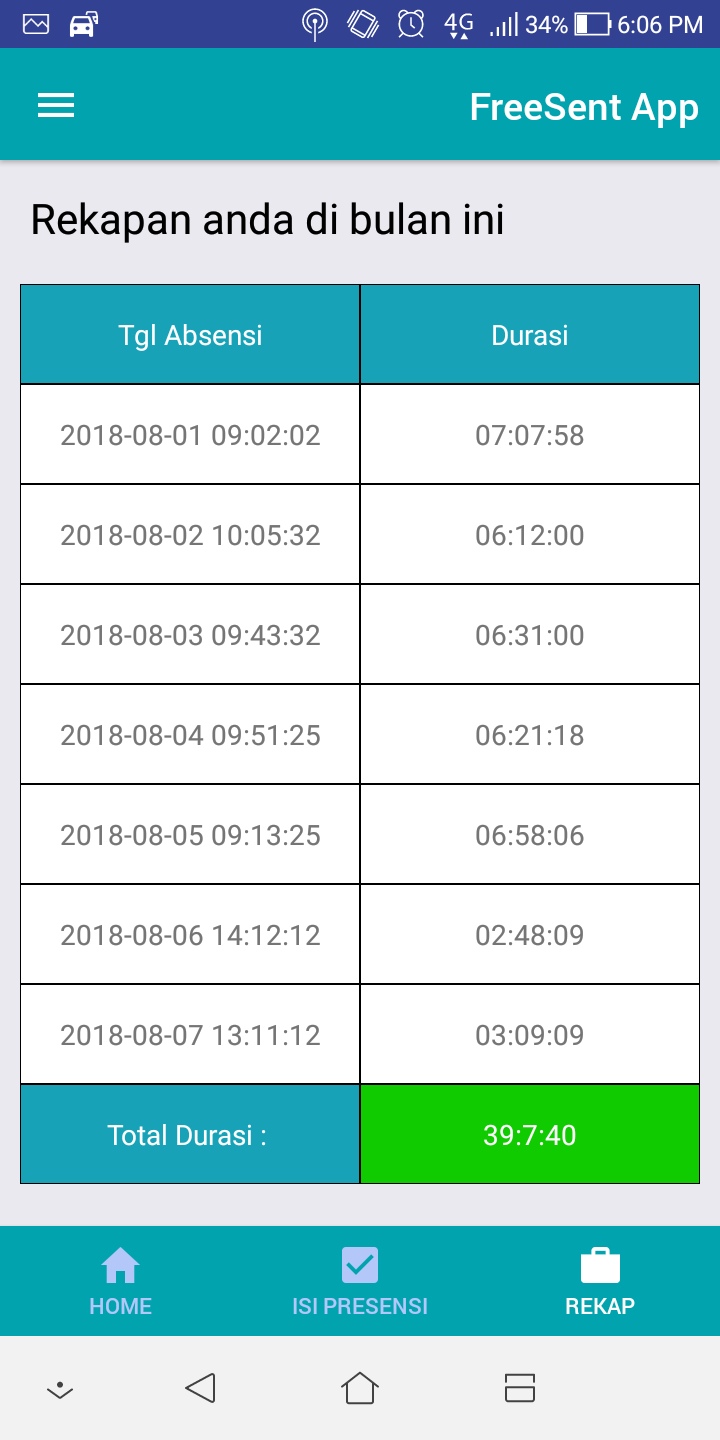 4G 34% 6:06 PM
FreeSent App
Rekapan anda di bulan ini
Tgl Absensi Durasi
2018-08-01 09:02:02 07:07:58
2018-08-02 10:05:32 06:12:00
2018-08-03 09:43:32 06:31:00
2018-08-04 09:51:25 06:21:18
2018-08-05 09:13:25 06:58:06
2018-08-06 14:12:12 02:48:09
2018-08-07 13:11:12 03:09:09
Total Durasi : 39:7:40
HOME ISI PRESENSI REKAP